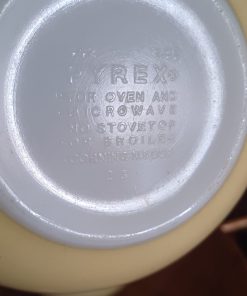 PYREX®
FOR OVEN AND
MICROWAVE
NO STOVETOP
OR BROILER